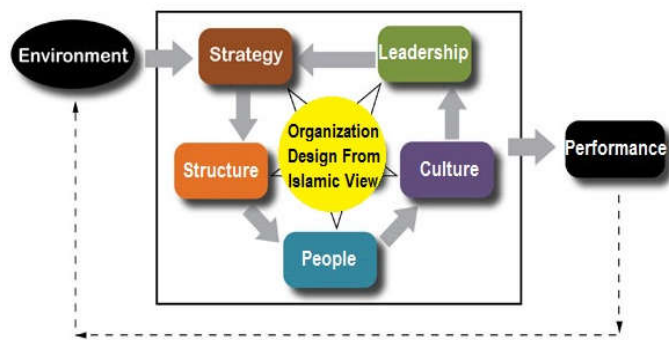 Environment
Strategy
Leadership
Organization
Design From
Islamic View
Structure
Culture
Performance
People